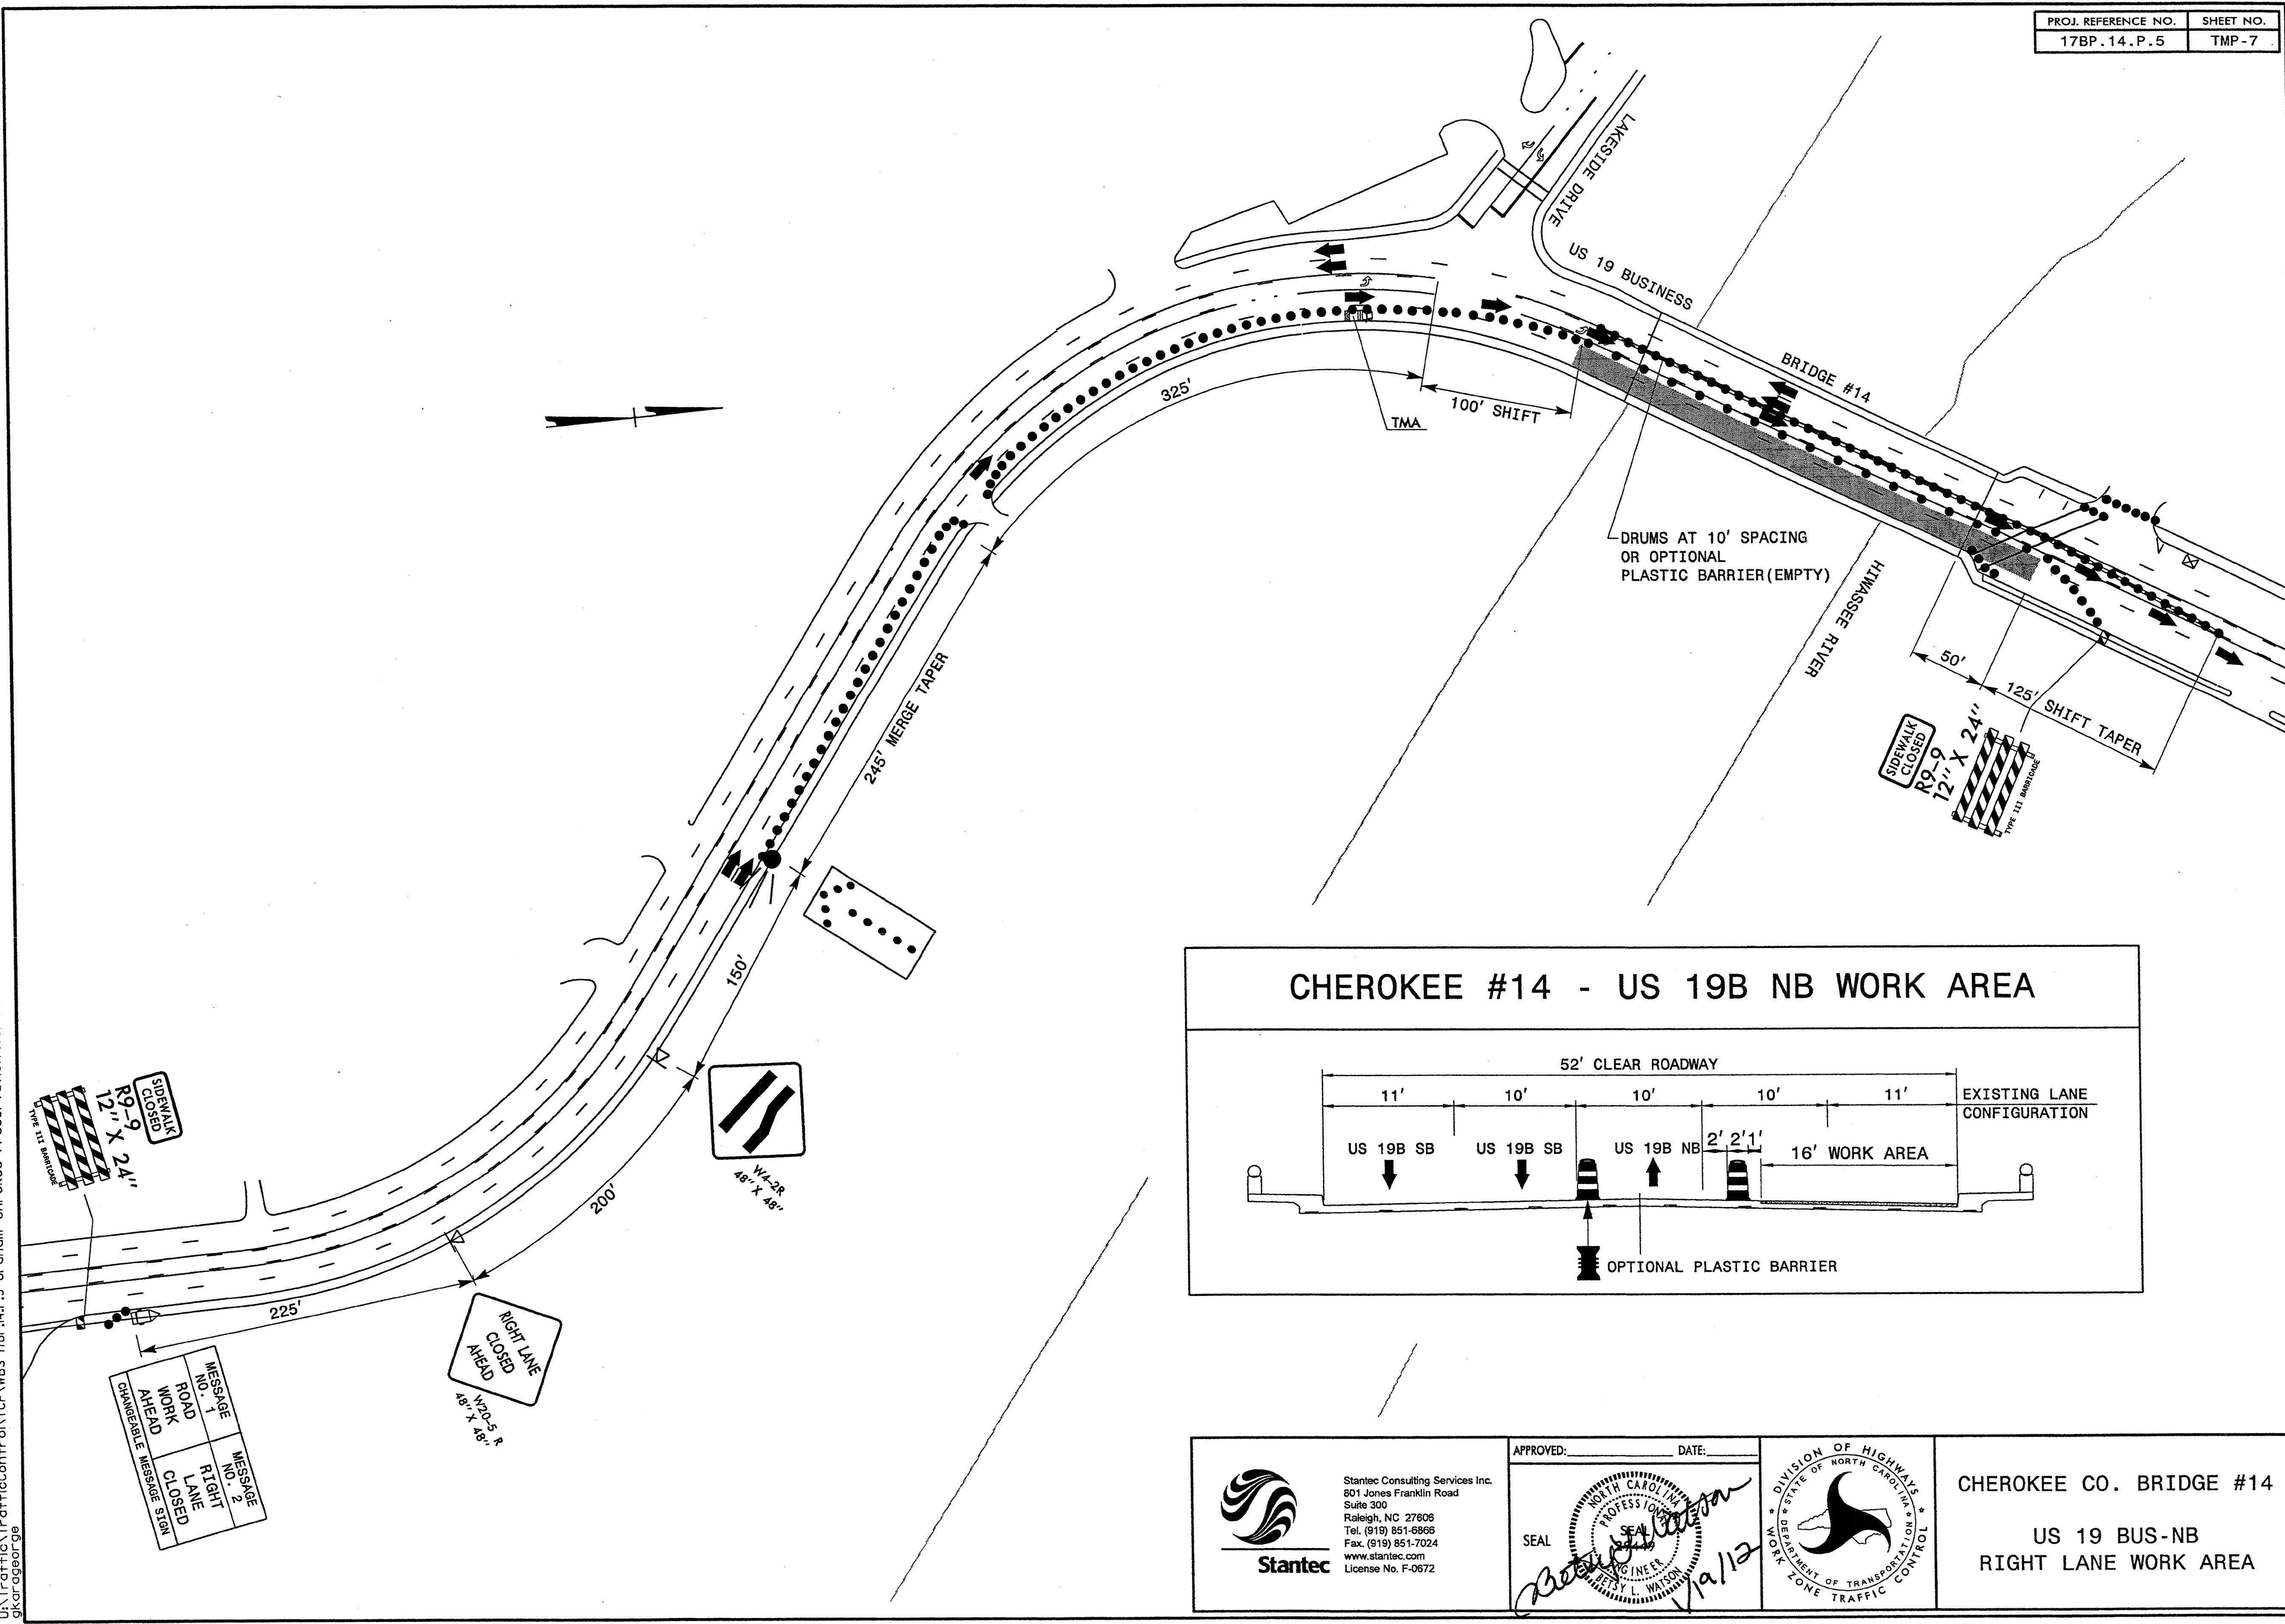 PROJ. REFERENCE NO.
SHEET NO.
17BP.14.P.5
TMP-7
LAKESIDE DRIVE
US 19 BUSINESS
BRIDGE #14
325'
100' SHIFT
TMA
DRUMS AT 10' SPACING
OR OPTIONAL
PLASTIC BARRIER(EMPTY)
HIWASSEE RIVER
50'
125' SHIFT TAPER
SIDEWALK
CLOSED
R9-9
12" X 24"
TYPE III BARRICADE
245' MERGE TAPER
150'
W4-2R
48" X 48"
200'
SIDEWALK
CLOSED
R9-9
12" X 24"
TYPE III BARRICADE
225'
RIGHT LANE
CLOSED
AHEAD
W20-5 R
48" X 48"
MESSAGE
NO. 1
ROAD
WORK
AHEAD
MESSAGE
NO. 2
RIGHT
LANE
CLOSED
CHANGEABLE MESSAGE SIGN
CHEROKEE #14 - US 19B NB WORK AREA
52' CLEAR ROADWAY
11' 10' 10' 10' 11'
EXISTING LANE
CONFIGURATION
US 19B SB
US 19B SB
US 19B NB
2' 2' 1'
16' WORK AREA
OPTIONAL PLASTIC BARRIER
Stantec
Stantec Consulting Services Inc.
801 Jones Franklin Road
Suite 300
Raleigh, NC 27606
Tel. (919) 851-6866
Fax. (919) 851-7024
www.stantec.com
License No. F-0672
APPROVED: DATE:
SEAL
NORTH CAROLINA
PROFESSIONAL
SEAL
ENGINEER
BETSY L. WATSON
Betsy L. Watson
1/19/12
DIVISION OF HIGHWAYS
STATE OF NORTH CAROLINA
DEPARTMENT OF TRANSPORTATION
WORK ZONE TRAFFIC CONTROL
CHEROKEE CO. BRIDGE #14
US 19 BUS-NB
RIGHT LANE WORK AREA
gkarageorge